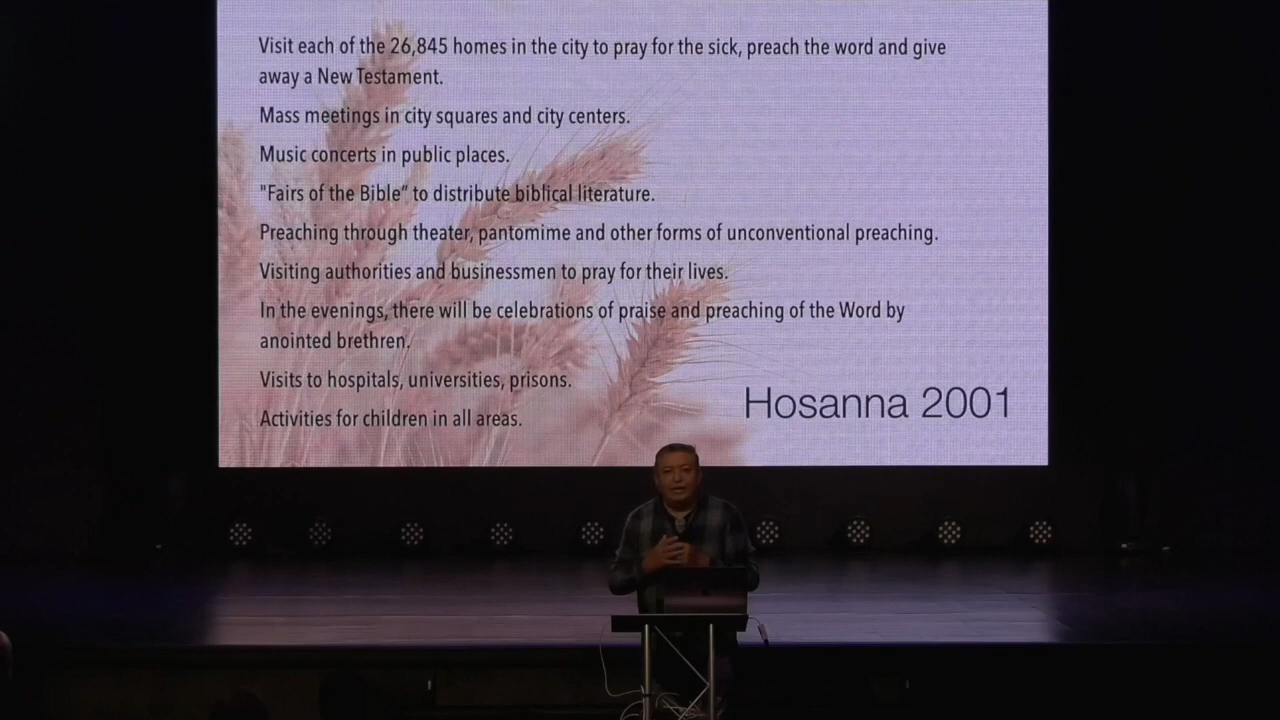 Visit each of the 26,845 homes in the city to pray for the sick, preach the word and give
away a New Testament.
Mass meetings in city squares and city centers.
Music concerts in public places.
"Fairs of the Bible” to distribute biblical literature.
Preaching through theater, pantomime and other forms of unconventional preaching.
Visiting authorities and businessmen to pray for their lives.
In the evenings, there will be celebrations of praise and preaching of the Word by
anointed brethren.
Visits to hospitals, universities, prisons.
Activities for children in all areas.
Hosanna 2001